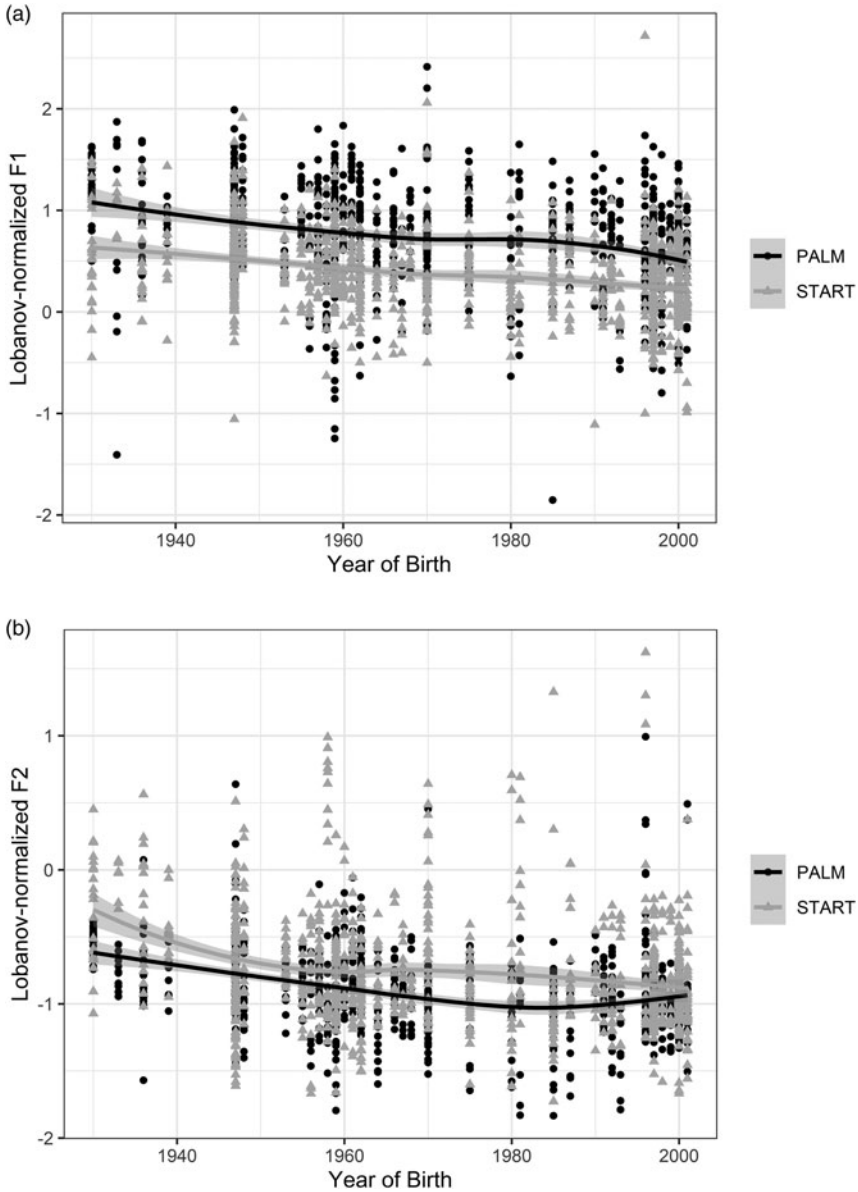 (a)
2
1
0
-1
-2
Lobanov-normalized F1
1940
1960
1980
2000
Year of Birth
PALM
START
(b)
1
0
-1
-2
Lobanov-normalized F2
1940
1960
1980
2000
Year of Birth
PALM
START